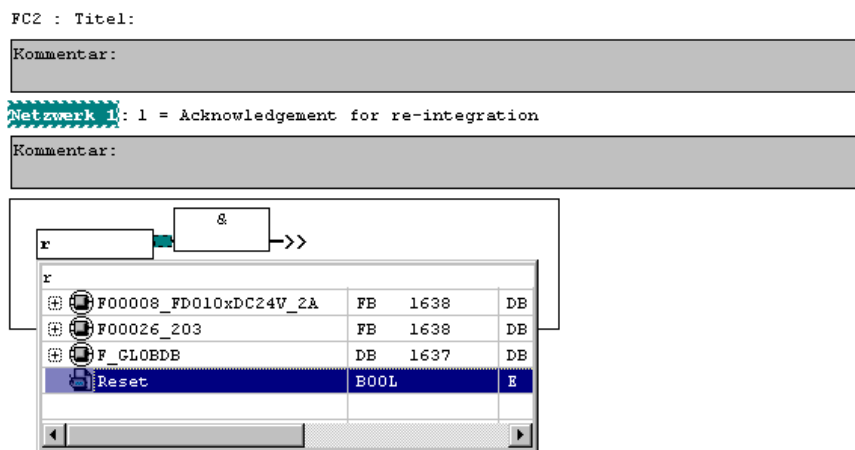 FC2 : Titel:
Kommentar:
Netzwerk 1: 1 = Acknowledgement for re-integration
Kommentar:
&
r
>>
r
F00008_FDO10xDC24V_2A FB 1638 DB
F00026_203 FB 1638 DB
F_GLOBDB DB 1637 DB
Reset BOOL E